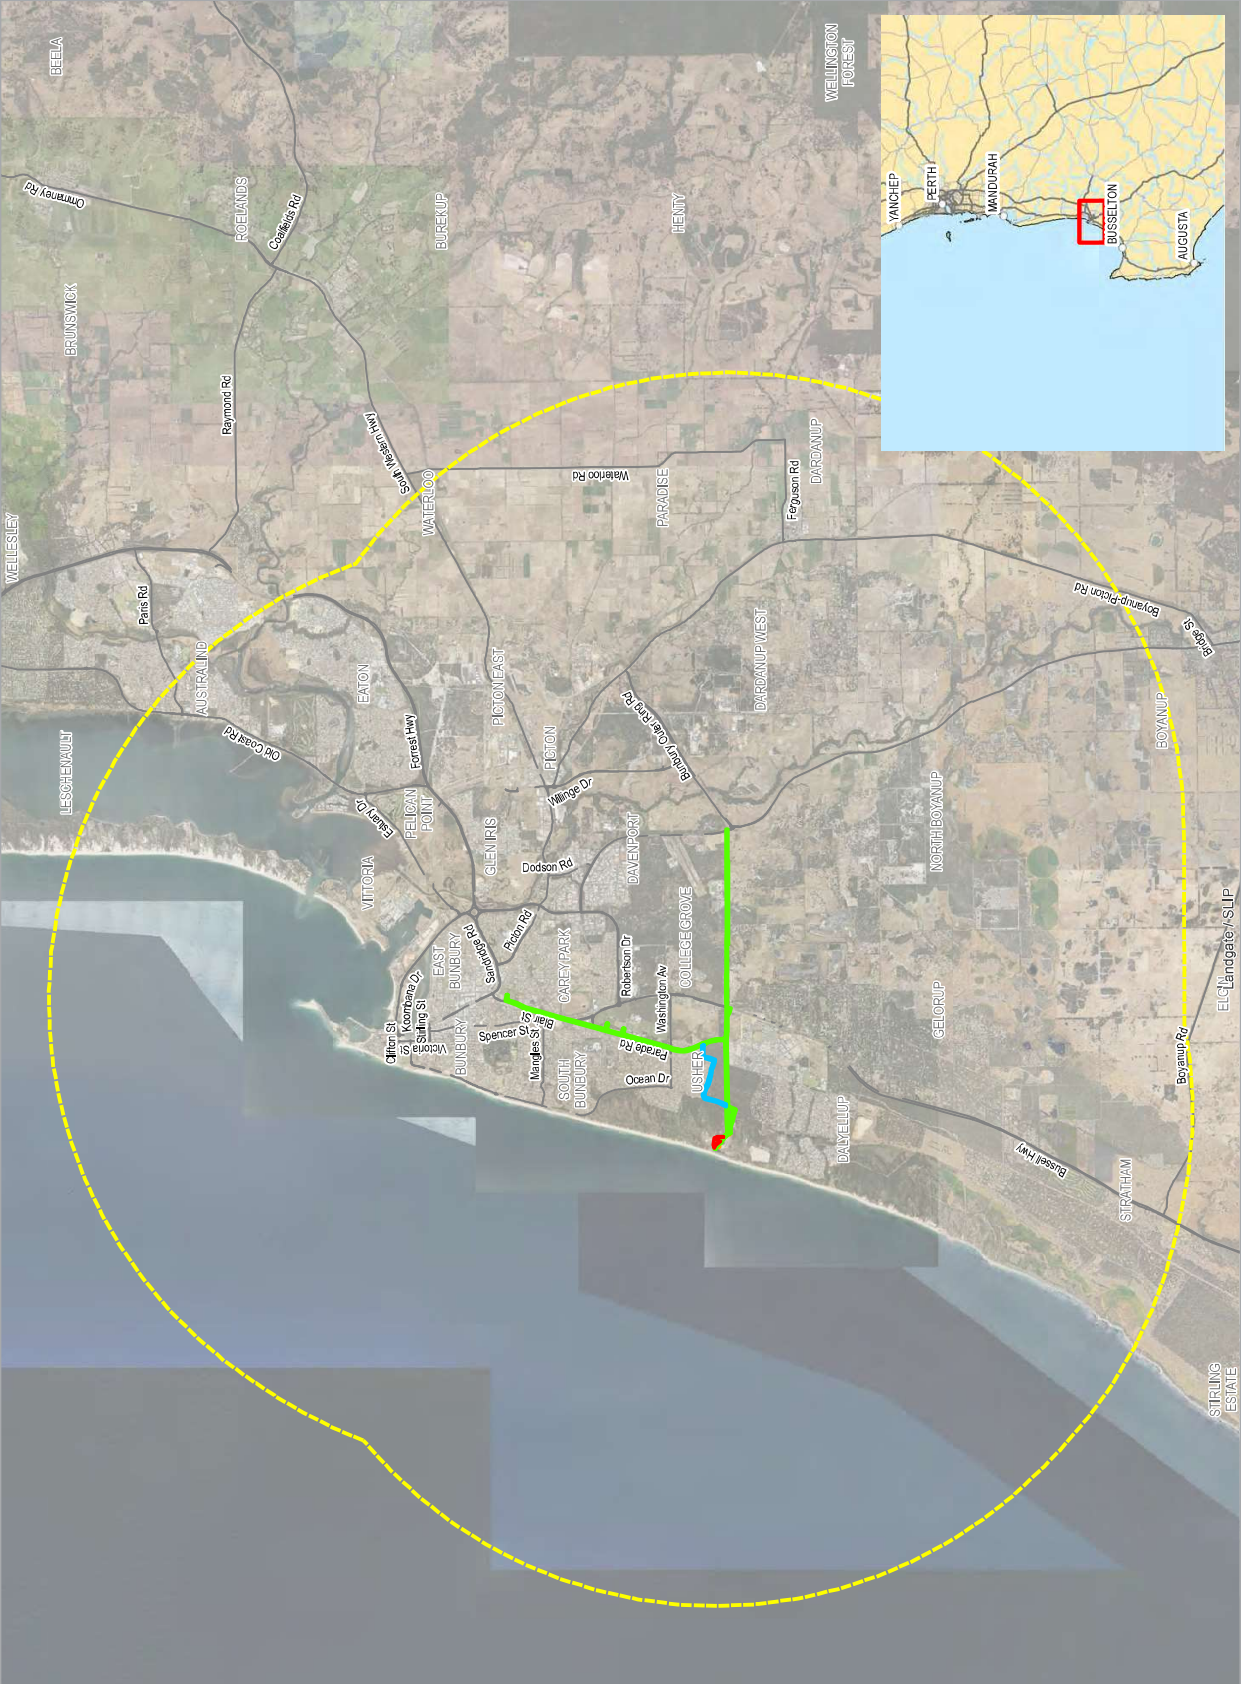 BEELA
WELLINGTON
FOREST
Ommaney Rd
ROELANDS
Coalfields Rd
BUREKUP
HENTY
BRUNSWICK
Raymond Rd
South Western Hwy
WATERLOO
Waterloo Rd
PARADISE
Ferguson Rd
DARDANUP
WELLESLEY
Paris Rd
AUSTRALIND
EATON
PICTON EAST
DARDANUP WEST
Boyanup-Picton Rd
Bridge St
BOYANUP
LESCHENAULT
Old Coast Rd
Forrest Hwy
PICTON
Bunbury Outer Ring Rd
Willinge Dr
Estuary Dr
PELICAN
POINT
GLEN IRIS
Dodson Rd
DAVENPORT
NORTH BOYANUP
VITTORIA
COLLEGE GROVE
Picton Rd
Sandridge Rd
EAST
BUNBURY
CAREY PARK
Robertson Dr
Washington Av
GELORUP
ELGIN
Landgate / SLIP
Koombana Dr
Stirling St
Clifton St
Victoria St
BUNBURY
Spencer St
Blair St
Mangles St
SOUTH
BUNBURY
Parade Rd
Ocean Dr
USHER
DALYELLUP
Boyanup Rd
Bussell Hwy
STRATHAM
STIRLING
ESTATE
YANCHEP
PERTH
MANDURAH
BUSSELTON
AUGUSTA